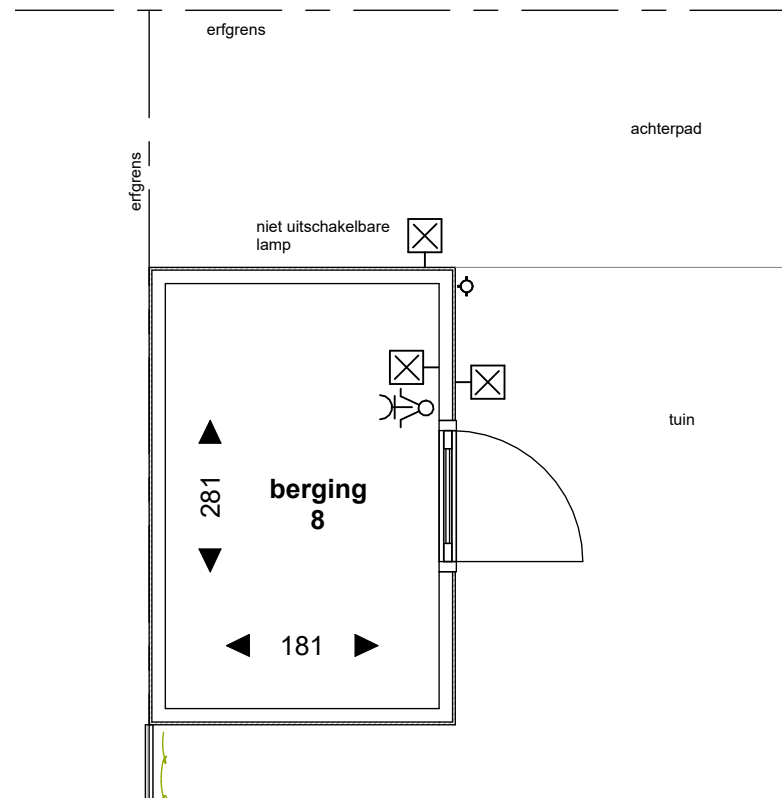 erfgrens
achterpad
erfgrens
niet uitschakelbare
lamp
tuin
281
berging
8
181